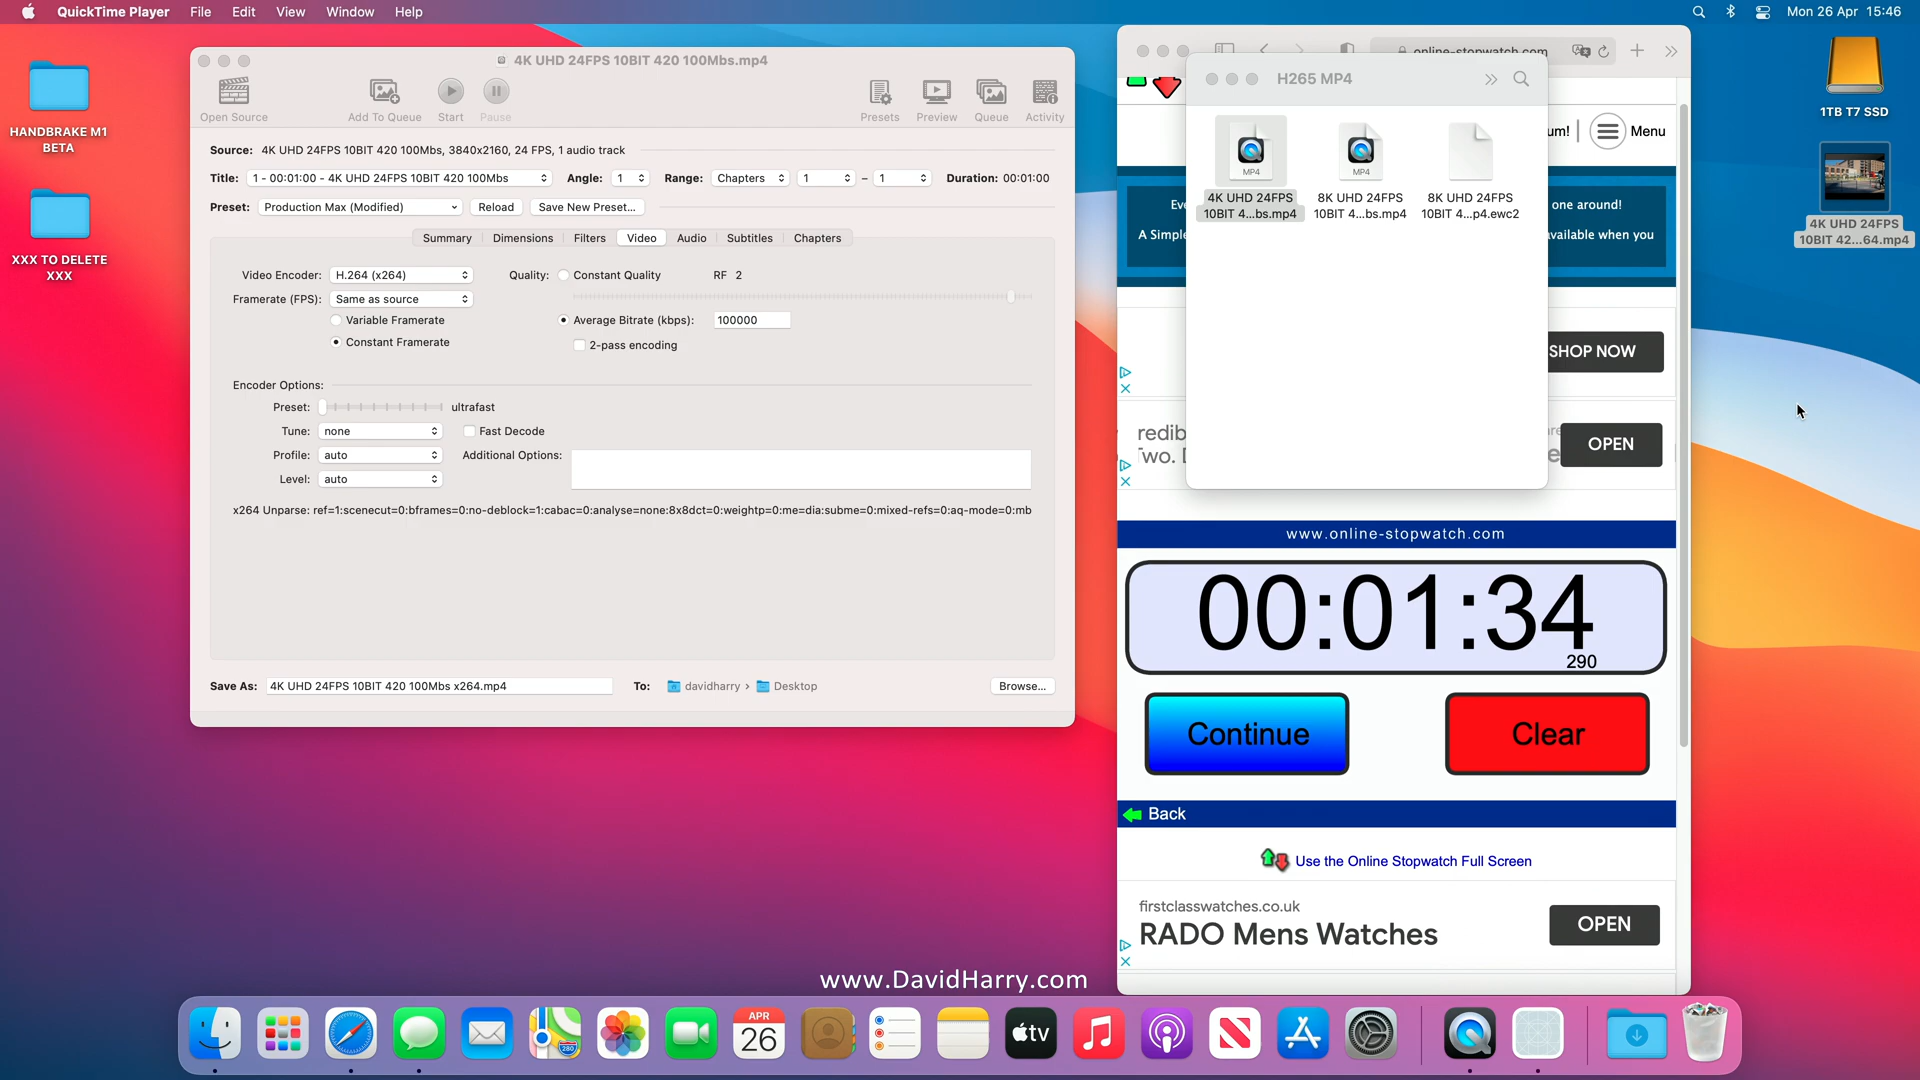 QuickTime Player File Edit View Window Help
Mon 26 Apr 15:46
HANDBRAKE M1
BETA
XXX TO DELETE
XXX
4K UHD 24FPS 10BIT 420 100Mbs.mp4
Open Source
Add To Queue
Start
Pause
Presets
Preview
Queue
Activity
Source: 4K UHD 24FPS 10BIT 420 100Mbs, 3840x2160, 24 FPS, 1 audio track
Title: 1 - 00:01:00 - 4K UHD 24FPS 10BIT 420 100Mbs Angle: 1 Range: Chapters 1 – 1 Duration: 00:01:00
Preset: Production Max (Modified) Reload Save New Preset...
Summary Dimensions Filters Video Audio Subtitles Chapters
Video Encoder: H.264 (x264) Quality: Constant Quality RF 2
Framerate (FPS): Same as source
Variable Framerate Average Bitrate (kbps): 100000
Constant Framerate 2-pass encoding
Encoder Options:
Preset: ultrafast
Tune: none Fast Decode
Profile: auto Additional Options:
Level: auto
x264 Unparse: ref=1:scenecut=0:bframes=0:no-deblock=1:cabac=0:analyse=none:8x8dct=0:weightp=0:me=dia:subme=0:mixed-refs=0:aq-mode=0:mb
Save As: 4K UHD 24FPS 10BIT 420 100Mbs x264.mp4 To: davidharry › Desktop Browse...
online-stopwatch.com
H265 MP4
MP4
MP4
4K UHD 24FPS
10BIT 4...bs.mp4
8K UHD 24FPS
10BIT 4...bs.mp4
8K UHD 24FPS
10BIT 4...p4.ewc2
um! Menu
Eve one around!
A Simple vailable when you
SHOP NOW
redib
Two.
OPEN
www.online-stopwatch.com
00:01:34
290
Continue Clear
Back
Use the Online Stopwatch Full Screen
firstclasswatches.co.uk
RADO Mens Watches
OPEN
1TB T7 SSD
4K UHD 24FPS
10BIT 42...64.mp4
www.DavidHarry.com
APR
26
tv
280